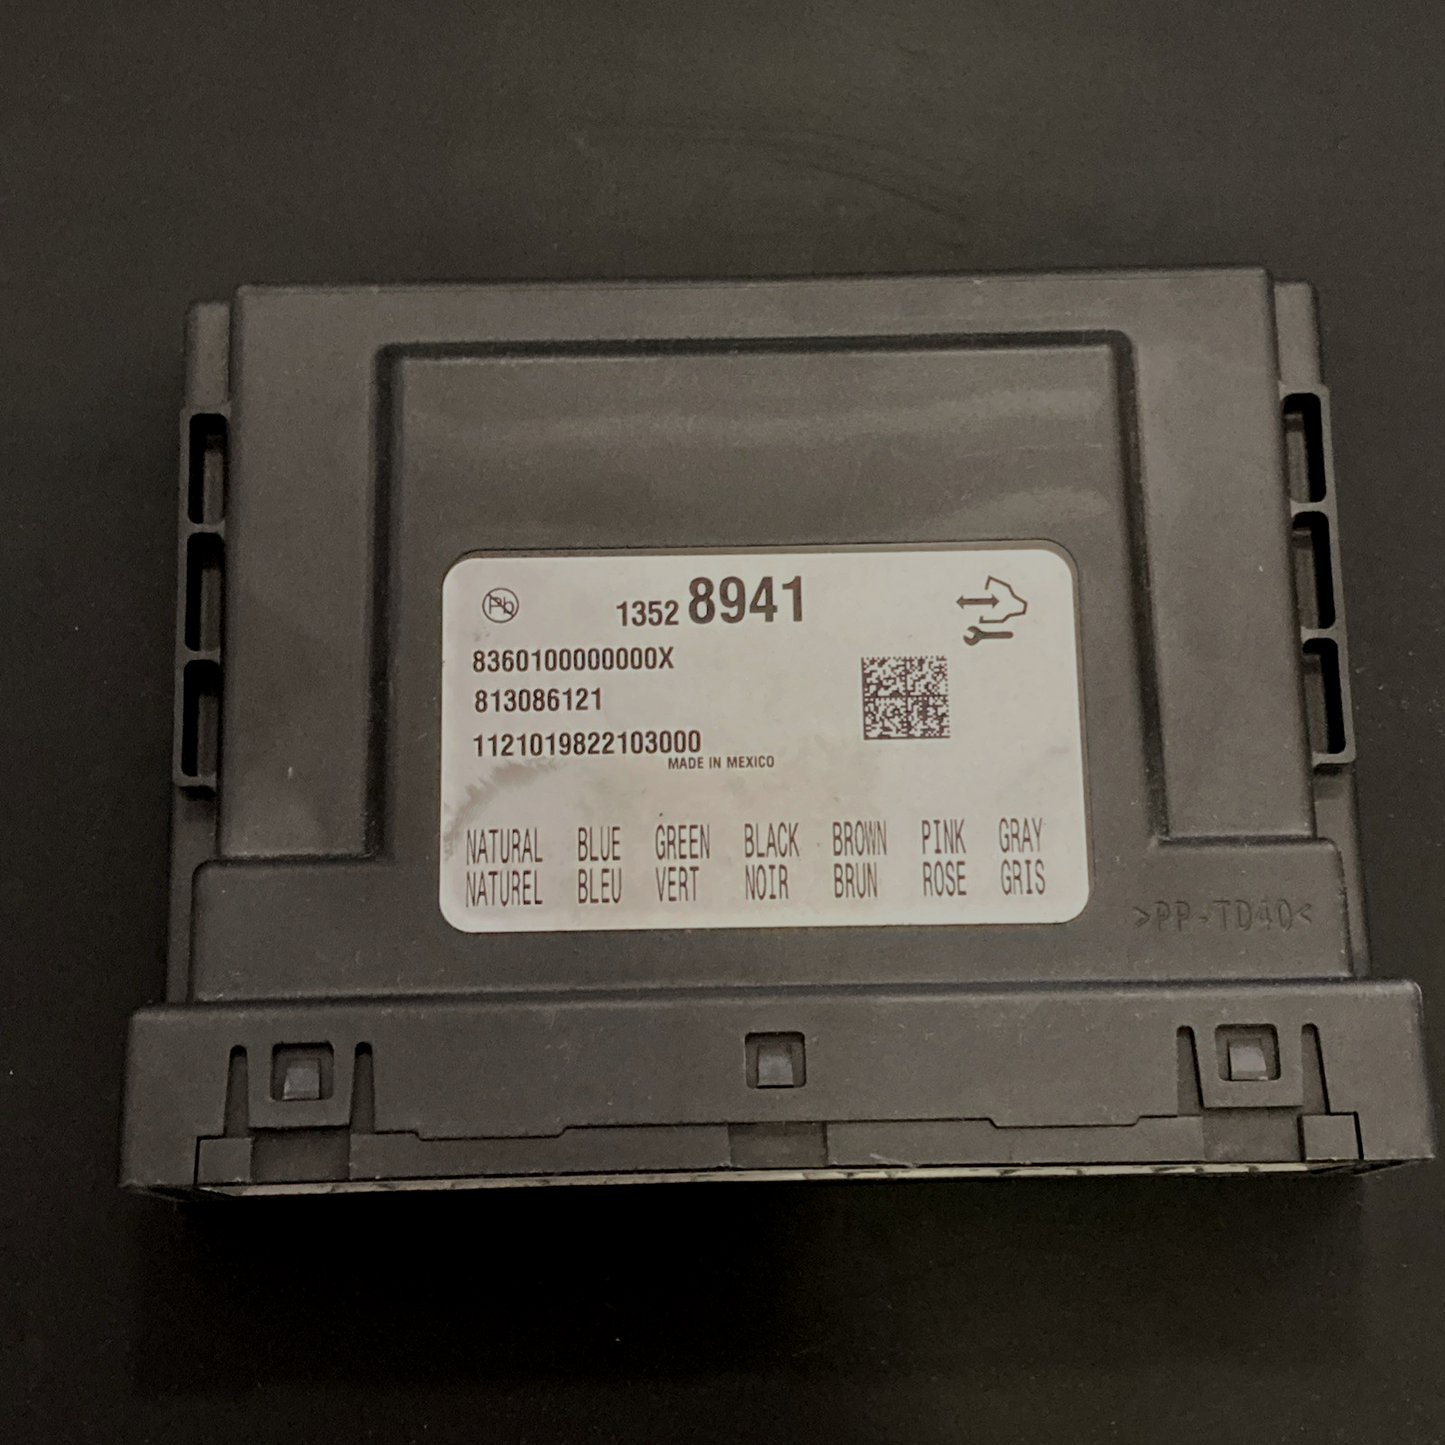 Pb
1352 8941
8360100000000X
813086121
1121019822103000
MADE IN MEXICO
NATURAL BLUE GREEN BLACK BROWN PINK GRAY
NATUREL BLEU VERT NOIR BRUN ROSE GRIS
>PP-TD40<